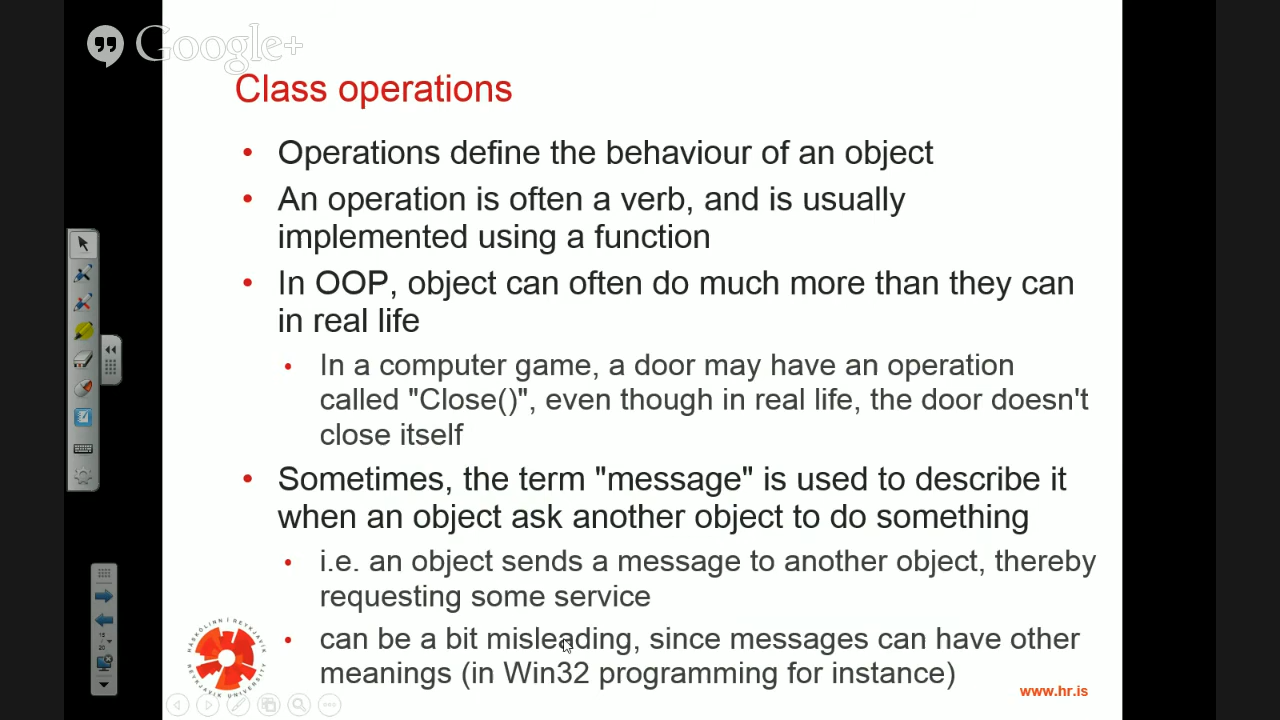 Google+
Class operations
• Operations define the behaviour of an object
• An operation is often a verb, and is usually
implemented using a function
• In OOP, object can often do much more than they can
in real life
• In a computer game, a door may have an operation
called "Close()", even though in real life, the door doesn't
close itself
• Sometimes, the term "message" is used to describe it
when an object ask another object to do something
• i.e. an object sends a message to another object, thereby
requesting some service
• can be a bit misleading, since messages can have other
meanings (in Win32 programming for instance)
HÁSKÓLINN Í REYKJAVÍK
REYKJAVIK UNIVERSITY
www.hr.is